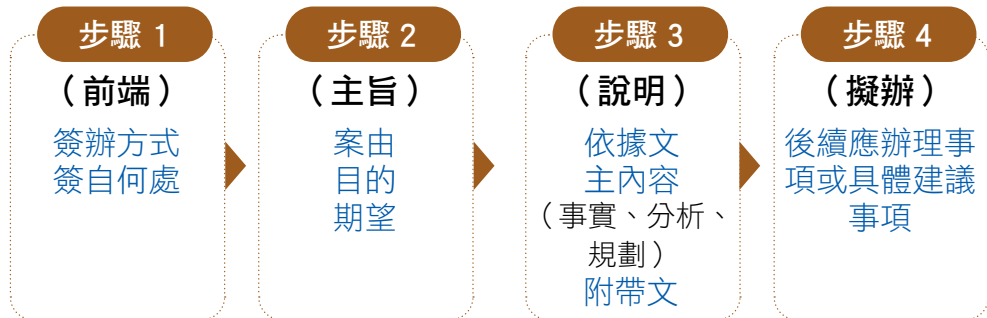 步驟 1
（前端）
簽辦方式
簽自何處
步驟 2
（主旨）
案由
目的
期望
步驟 3
（說明）
依據文
主內容
（事實、分析、
規劃）
附帶文
步驟 4
（擬辦）
後續應辦理事
項或具體建議
事項